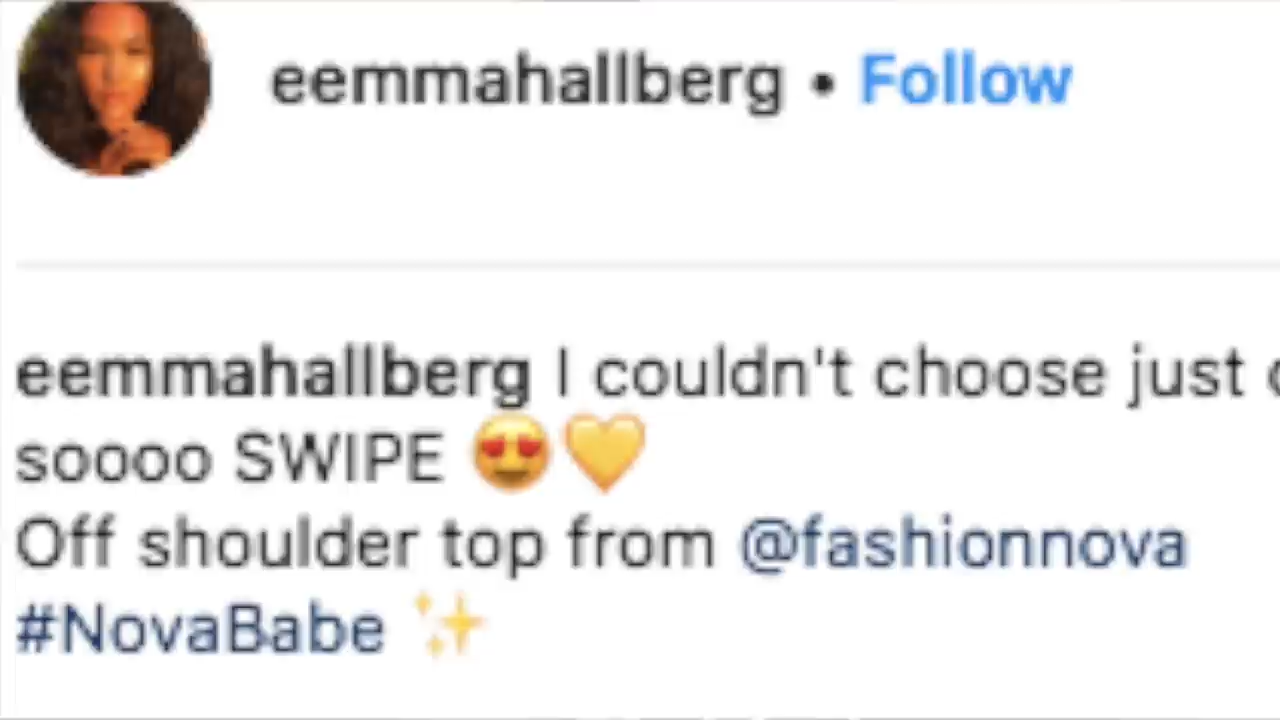 eemmahallberg • Follow
eemmahallberg I couldn't choose just
soooo SWIPE 😍💛
Off shoulder top from @fashionnova
#NovaBabe ✨